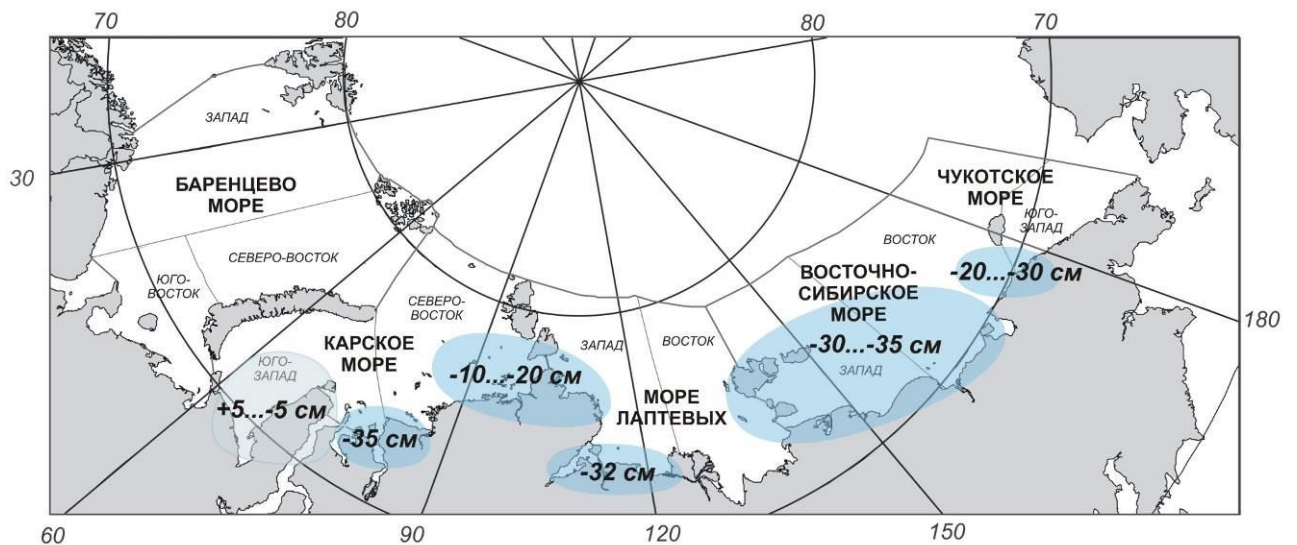 70
80
80
70
ЗАПАД
30
БАРЕНЦЕВО
МОРЕ
ЧУКОТСКОЕ
МОРЕ
ЮГО-
ЗАПАД
ВОСТОК
СЕВЕРО-ВОСТОК
ЮГО-
ВОСТОК
-20...-30 см
ВОСТОЧНО-
СИБИРСКОЕ
МОРЕ
СЕВЕРО-
ВОСТОК
180
КАРСКОЕ
МОРЕ
ЗАПАД
ВОСТОК
-30...-35 см
ЗАПАД
ЮГО-
ЗАПАД
-10...-20 см
МОРЕ
ЛАПТЕВЫХ
+5...-5 см
-35 см
-32 см
60
90
120
150